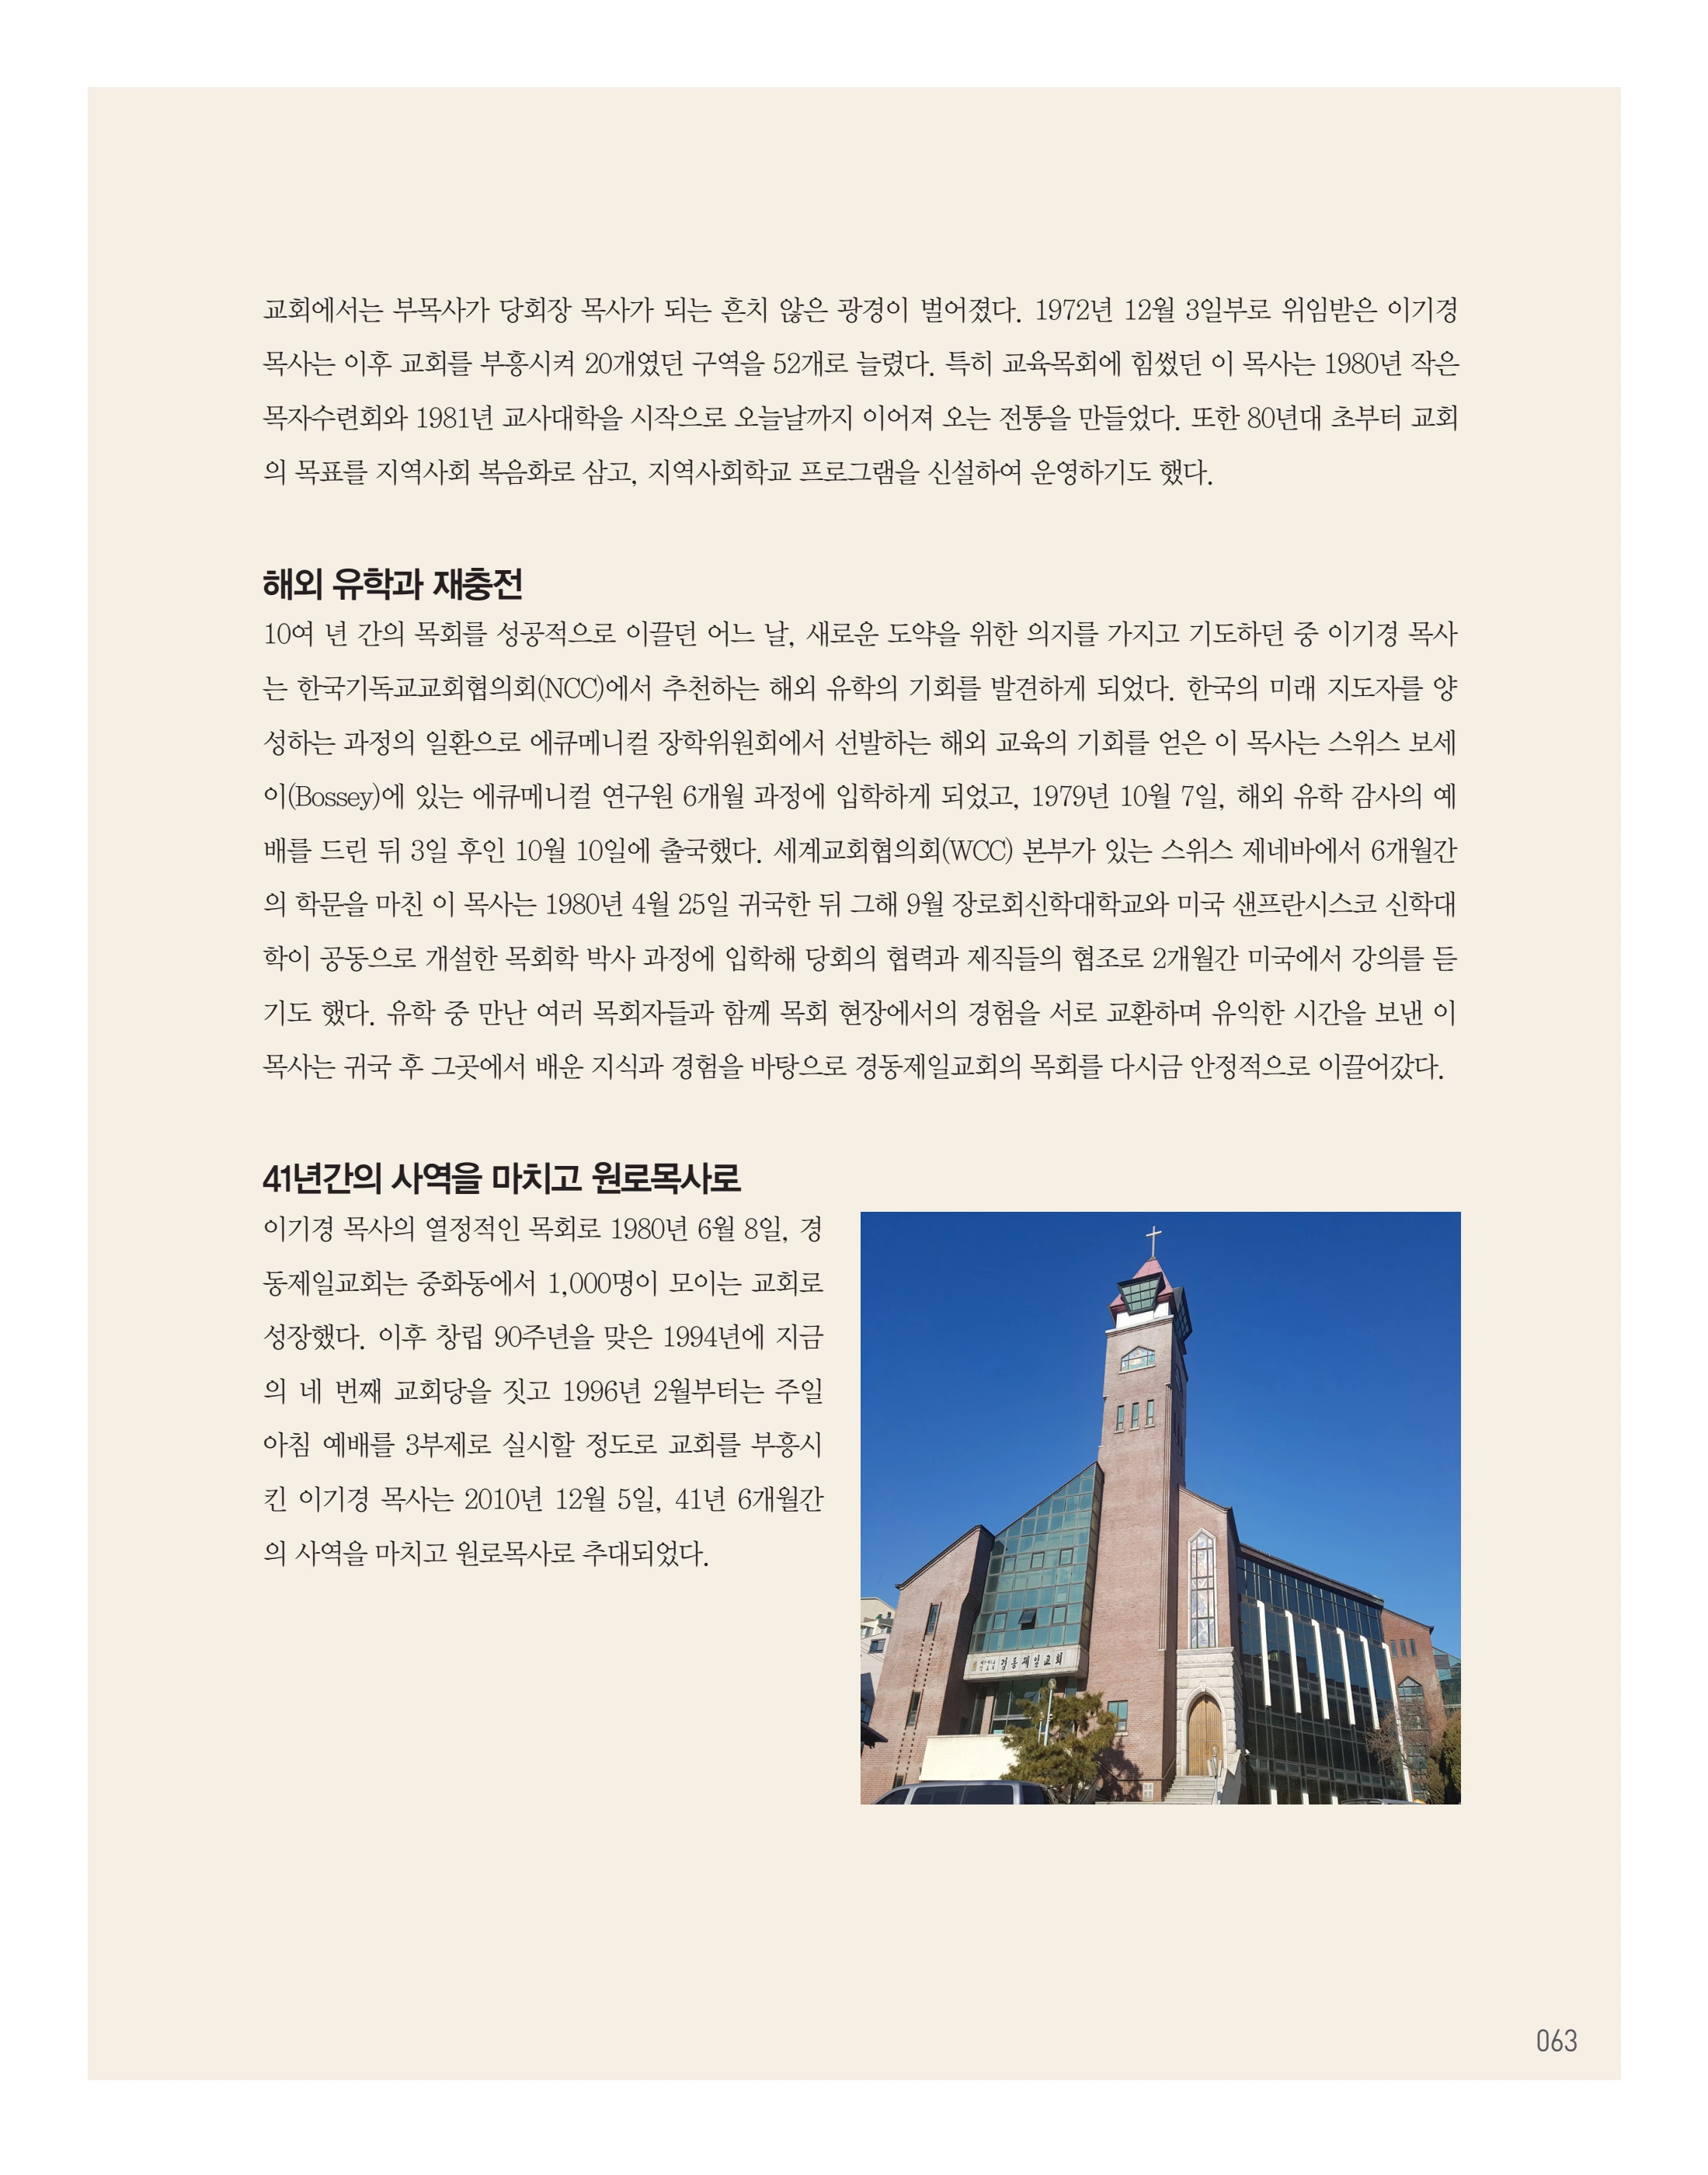 교회에서는 부목사가 당회장 목사가 되는 흔치 않은 광경이 벌어졌다. 1972년 12월 3일부로 위임받은 이기경
목사는 이후 교회를 부흥시켜 20개였던 구역을 52개로 늘렸다. 특히 교육목회에 힘썼던 이 목사는 1980년 작은
목자수련회와 1981년 교사대학을 시작으로 오늘날까지 이어져 오는 전통을 만들었다. 또한 80년대 초부터 교회
의 목표를 지역사회 복음화로 삼고, 지역사회학교 프로그램을 신설하여 운영하기도 했다.
해외 유학과 재충전
10여 년 간의 목회를 성공적으로 이끌던 어느 날, 새로운 도약을 위한 의지를 가지고 기도하던 중 이기경 목사
는 한국기독교교회협의회(NCC)에서 추천하는 해외 유학의 기회를 발견하게 되었다. 한국의 미래 지도자를 양
성하는 과정의 일환으로 에큐메니컬 장학위원회에서 선발하는 해외 교육의 기회를 얻은 이 목사는 스위스 보세
이(Bossey)에 있는 에큐메니컬 연구원 6개월 과정에 입학하게 되었고, 1979년 10월 7일, 해외 유학 감사의 예
배를 드린 뒤 3일 후인 10월 10일에 출국했다. 세계교회협의회(WCC) 본부가 있는 스위스 제네바에서 6개월간
의 학문을 마친 이 목사는 1980년 4월 25일 귀국한 뒤 그해 9월 장로회신학대학교와 미국 샌프란시스코 신학대
학이 공동으로 개설한 목회학 박사 과정에 입학해 당회의 협력과 제직들의 협조로 2개월간 미국에서 강의를 듣
기도 했다. 유학 중 만난 여러 목회자들과 함께 목회 현장에서의 경험을 서로 교환하며 유익한 시간을 보낸 이
목사는 귀국 후 그곳에서 배운 지식과 경험을 바탕으로 경동제일교회의 목회를 다시금 안정적으로 이끌어갔다.
41년간의 사역을 마치고 원로목사로
이기경 목사의 열정적인 목회로 1980년 6월 8일, 경
동제일교회는 중화동에서 1,000명이 모이는 교회로
성장했다. 이후 창립 90주년을 맞은 1994년에 지금
의 네 번째 교회당을 짓고 1996년 2월부터는 주일
아침 예배를 3부제로 실시할 정도로 교회를 부흥시
킨 이기경 목사는 2010년 12월 5일, 41년 6개월간
의 사역을 마치고 원로목사로 추대되었다.
경동제일교회
063